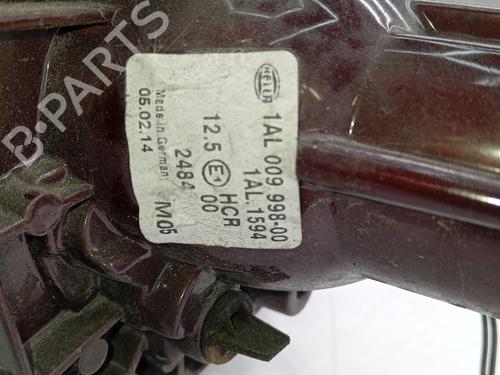 HELLA
1AL 009 998-00
1AL.1594
HCR
12.5 E1 00
2484
Made in Germany
05.02.14
M05
B-PARTS